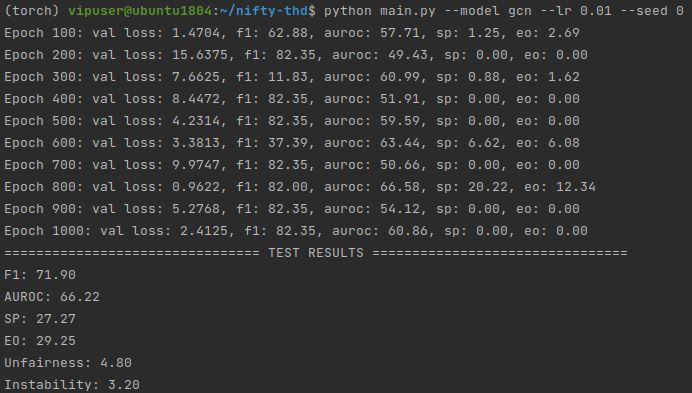 (torch) vipuser@ubuntu1804:~/nifty-thd$ python main.py --model gcn --lr 0.01 --seed 0
Epoch 100: val loss: 1.4704, f1: 62.88, auroc: 57.71, sp: 1.25, eo: 2.69
Epoch 200: val loss: 15.6375, f1: 82.35, auroc: 49.43, sp: 0.00, eo: 0.00
Epoch 300: val loss: 7.6625, f1: 11.83, auroc: 60.99, sp: 0.88, eo: 1.62
Epoch 400: val loss: 8.4472, f1: 82.35, auroc: 51.91, sp: 0.00, eo: 0.00
Epoch 500: val loss: 4.2314, f1: 82.35, auroc: 59.59, sp: 0.00, eo: 0.00
Epoch 600: val loss: 3.3813, f1: 37.39, auroc: 63.44, sp: 6.62, eo: 6.08
Epoch 700: val loss: 9.9747, f1: 82.35, auroc: 50.66, sp: 0.00, eo: 0.00
Epoch 800: val loss: 0.9622, f1: 82.00, auroc: 66.58, sp: 20.22, eo: 12.34
Epoch 900: val loss: 5.2768, f1: 82.35, auroc: 54.12, sp: 0.00, eo: 0.00
Epoch 1000: val loss: 2.4125, f1: 82.35, auroc: 60.86, sp: 0.00, eo: 0.00
================================ TEST RESULTS ================================
F1: 71.90
AUROC: 66.22
SP: 27.27
EO: 29.25
Unfairness: 4.80
Instability: 3.20